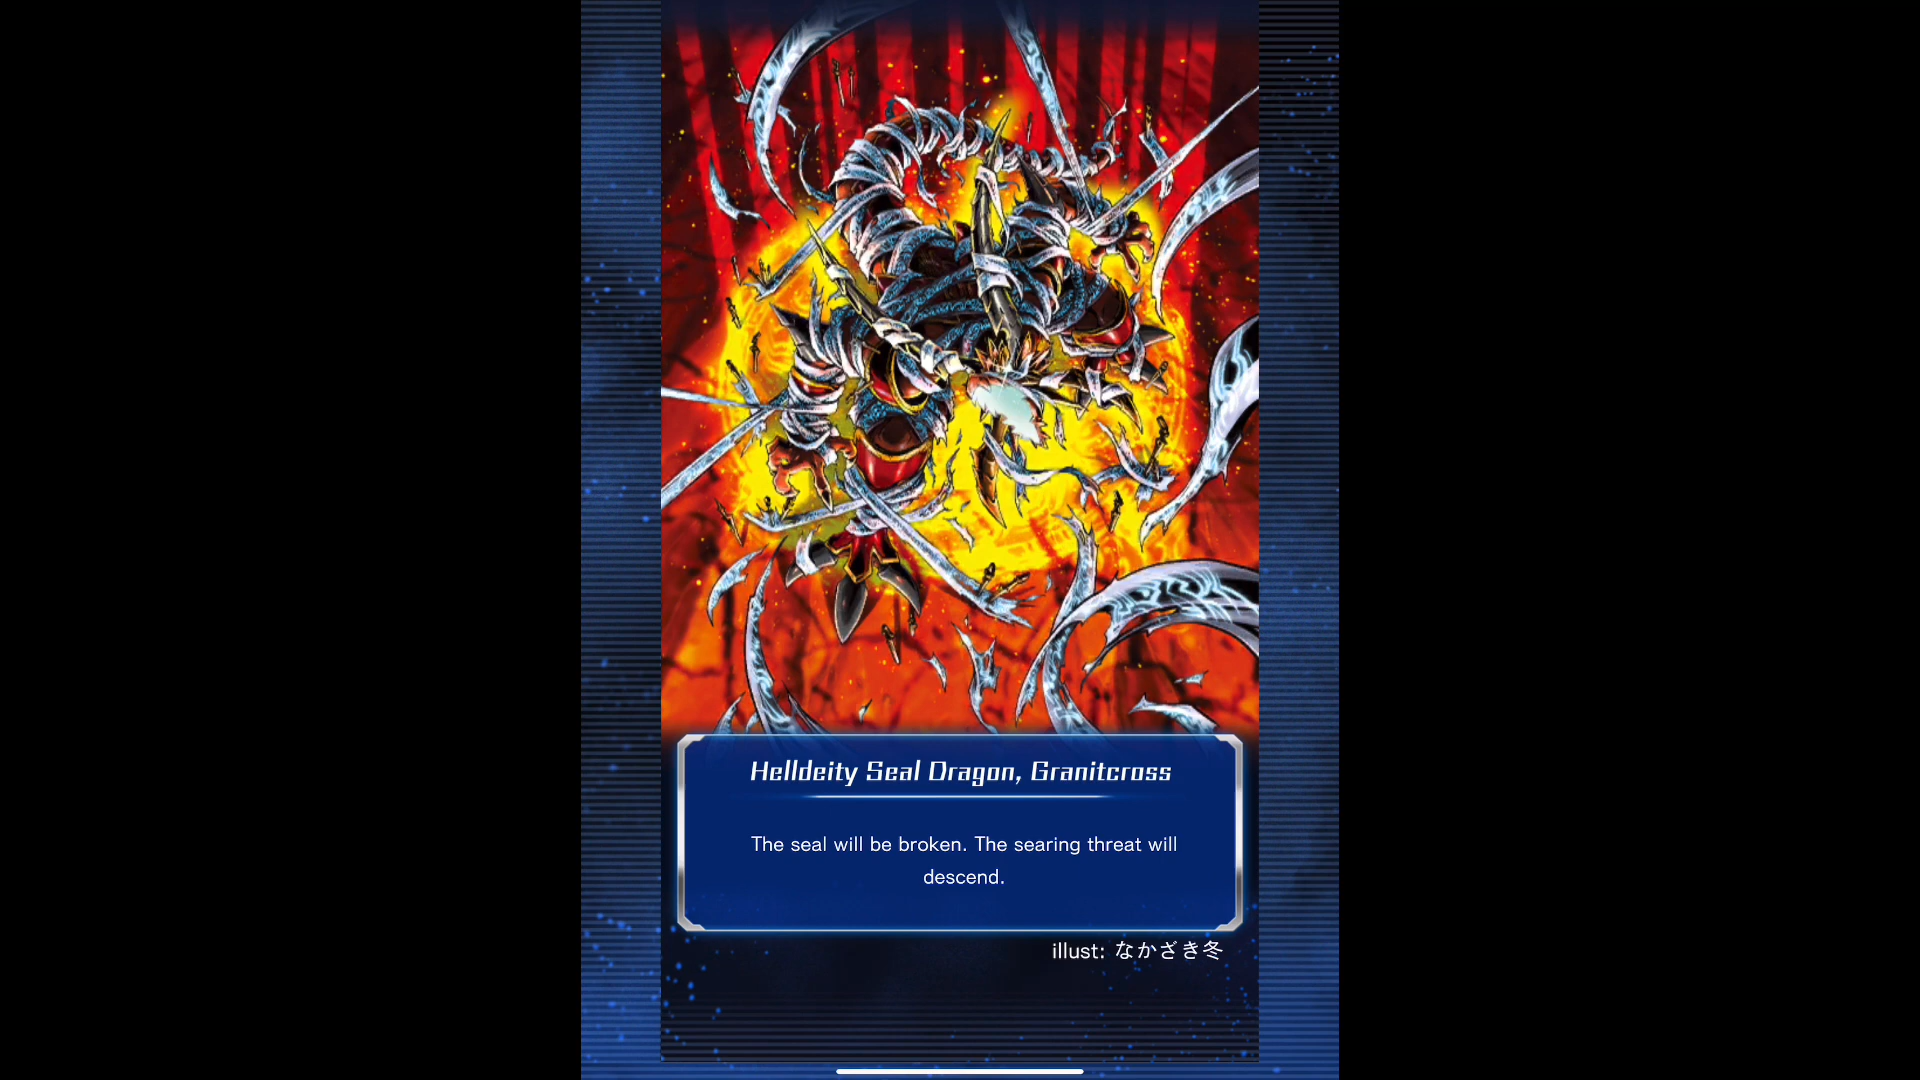 Helldeity Seal Dragon, Granitcross
The seal will be broken. The searing threat will
descend.
illust: なかざき冬